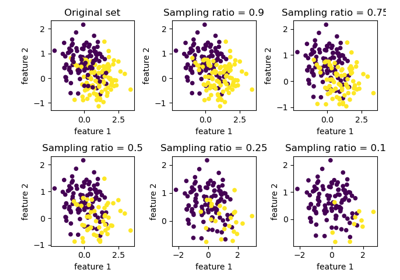 Original set
Sampling ratio = 0.9
Sampling ratio = 0.75
2
1
0
−1
feature 2
0.0
2.5
feature 1
2
1
0
−1
feature 2
0.0
2.5
feature 1
2
1
0
−1
feature 2
0.0
2.5
feature 1
Sampling ratio = 0.5
Sampling ratio = 0.25
Sampling ratio = 0.1
2
1
0
−1
feature 2
0.0
2.5
feature 1
2
1
0
feature 2
−2
0
2
feature 1
2
1
0
feature 2
−2
0
2
feature 1